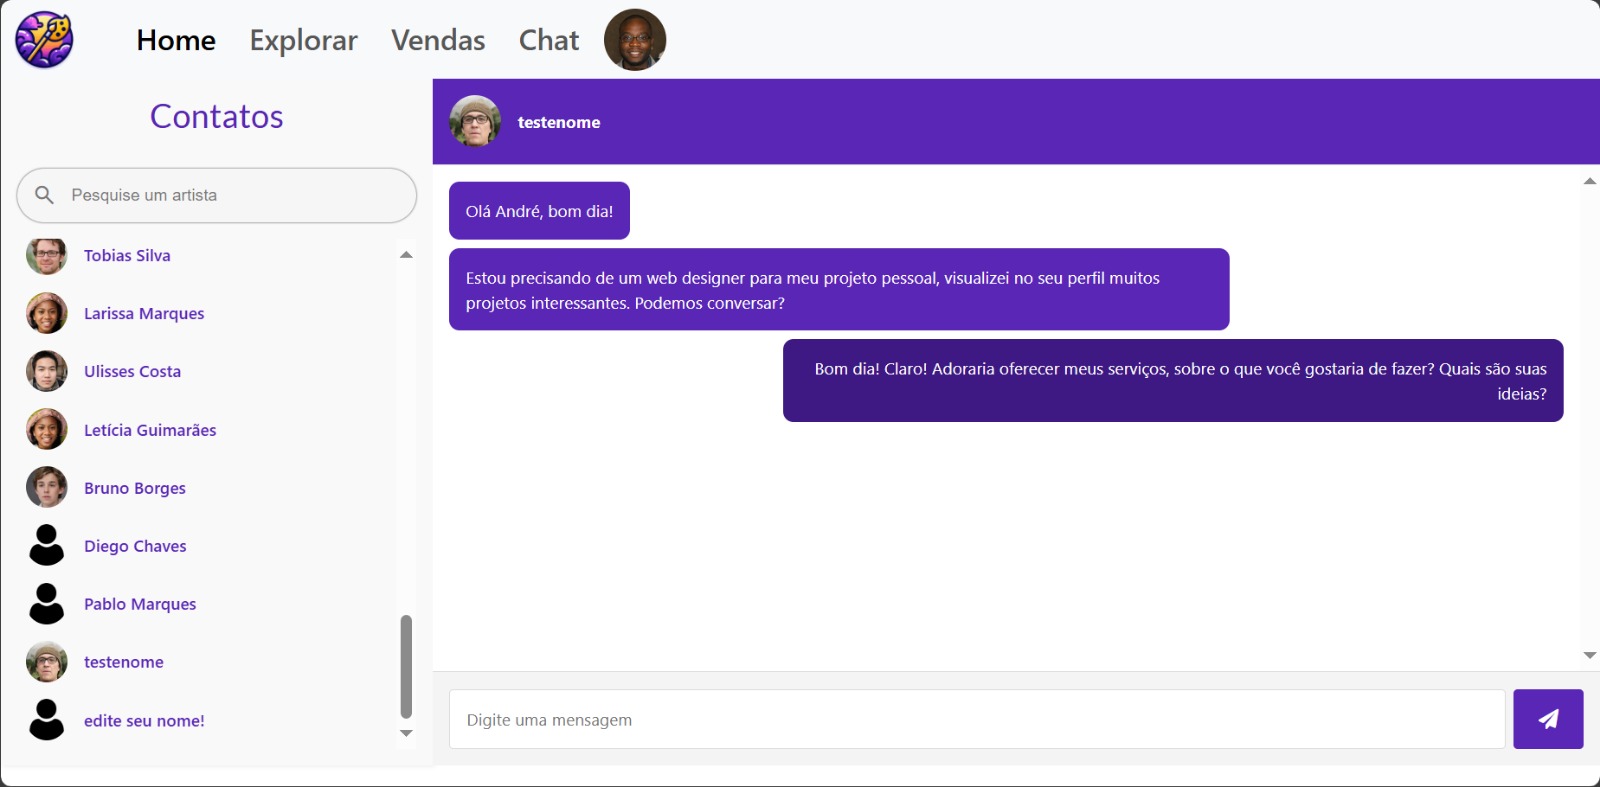 Home Explorar Vendas Chat
Contatos
Pesquise um artista
Tobias Silva
Larissa Marques
Ulisses Costa
Letícia Guimarães
Bruno Borges
Diego Chaves
Pablo Marques
testenome
edite seu nome!
testenome
Olá André, bom dia!
Estou precisando de um web designer para meu projeto pessoal, visualizei no seu perfil muitos
projetos interessantes. Podemos conversar?
Bom dia! Claro! Adoraria oferecer meus serviços, sobre o que você gostaria de fazer? Quais são suas
ideias?
Digite uma mensagem